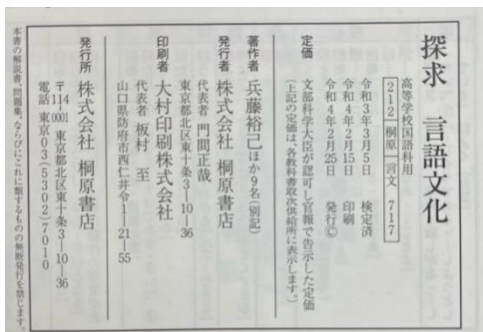 探求 言語文化
高等学校国語科用
212 桐原 言文 717
令和3年3月5日 検定済
令和4年2月15日 印刷
令和4年2月25日 発行©
定価 文部科学大臣が認可し官報で告示した定価
(上記の定価は、各教科書取次供給所に表示します。)
著作者 兵藤裕己ほか9名(別記)
発行者 株式会社 桐原書店
代表者 門間正哉
東京都北区東十条3-10-36
印刷者 大村印刷株式会社
代表者 板村 至
山口県防府市西仁井令1-21-55
発行所 株式会社 桐原書店
〒114-0001 東京都北区東十条3-10-36
電話 東京03(5302)7010
本書の解説書、問題集、ならびにこれに類するものの無断発行を禁じます。